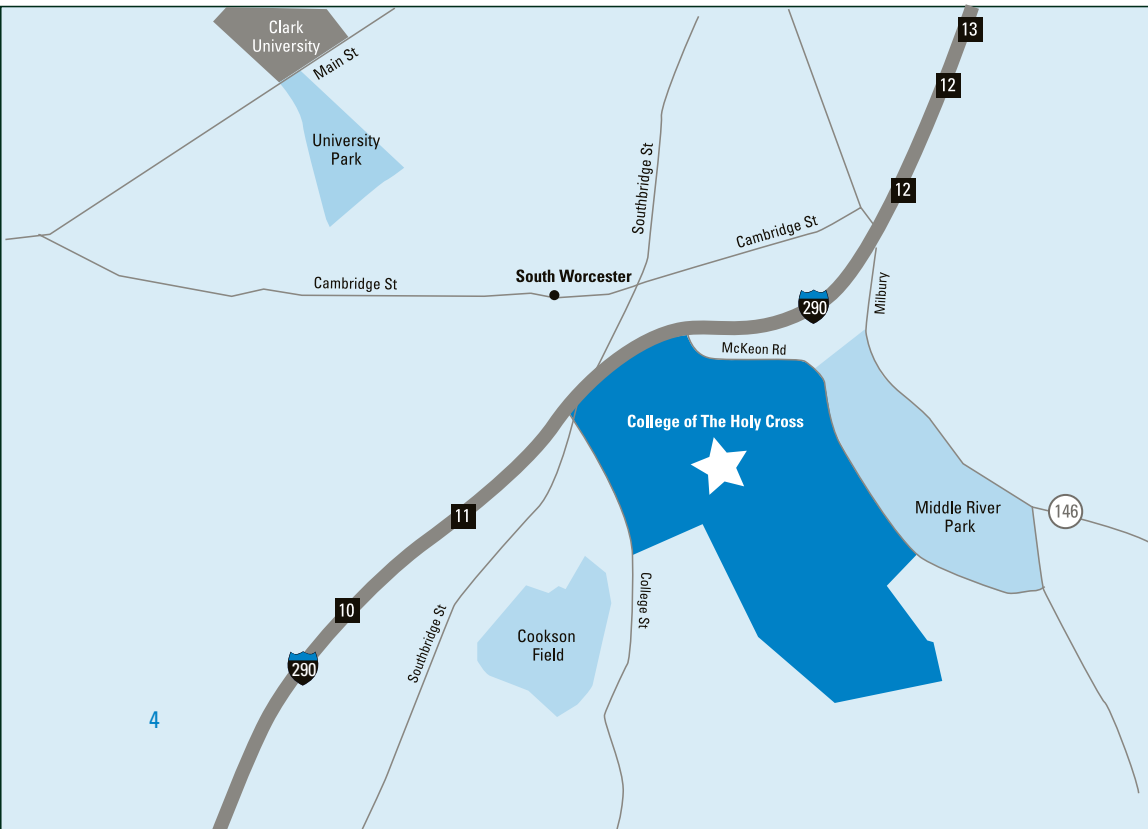 Clark
University
Main St
University
Park
13
12
12
Southbridge St
Cambridge St
Cambridge St
South Worcester
290
Milbury
McKeon Rd
College of The Holy Cross
11
Middle River
Park
146
10
College St
Southbridge St
Cookson
Field
290
4